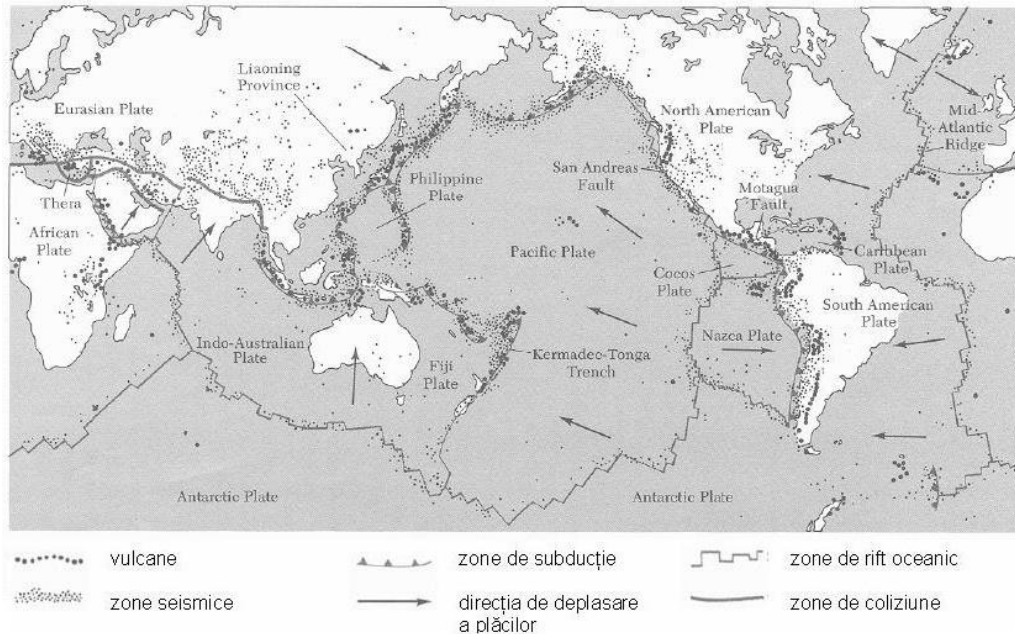 Liaoning
Province
Eurasian Plate
North American
Plate
Mid-
Atlantic
Ridge
San Andreas
Fault
Philippine
Plate
Motagua
Fault
Thera
African
Plate
Pacific Plate
Caribbean
Plate
Cocos
Plate
South American
Plate
Indo-Australian
Plate
Nazca Plate
Fiji
Plate
Kermadec-Tonga
Trench
Antarctic Plate
Antarctic Plate
vulcane
zone de subducție
zone de rift oceanic
zone seismice
direcția de deplasare
a plăcilor
zone de coliziune